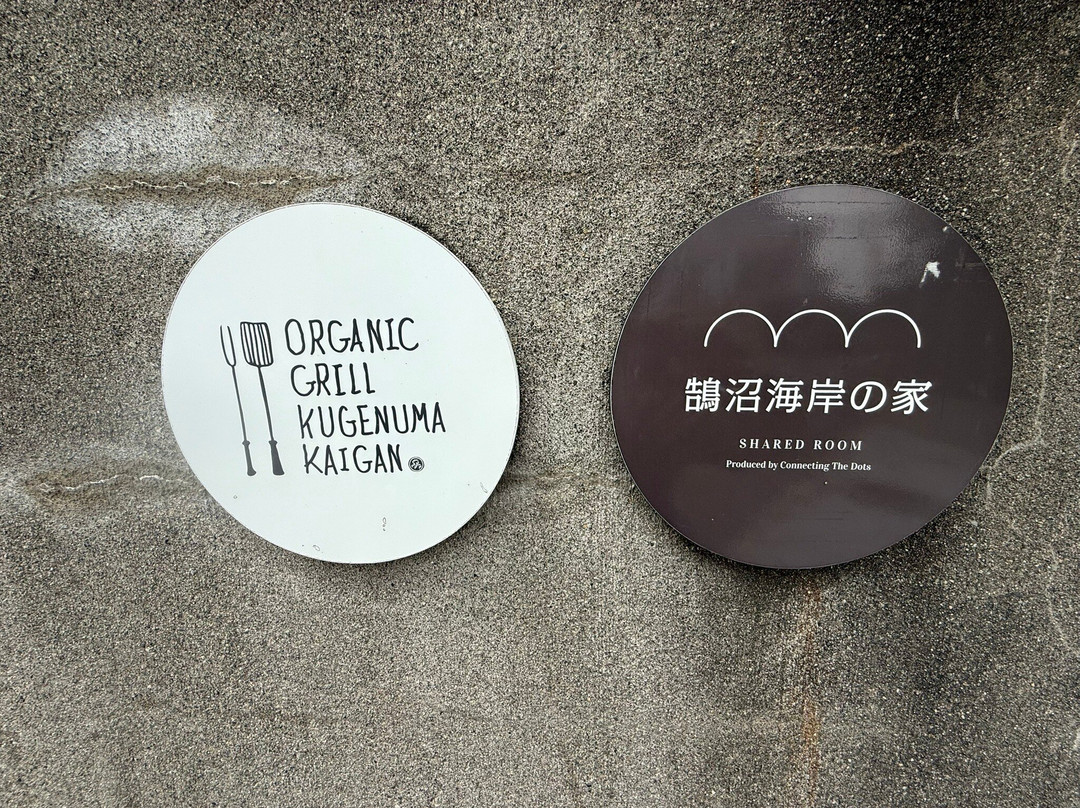 ORGANIC
GRILL
KUGENUMA
KAIGAN
鵠沼海岸の家
SHARED ROOM
Produced by Connecting The Dots